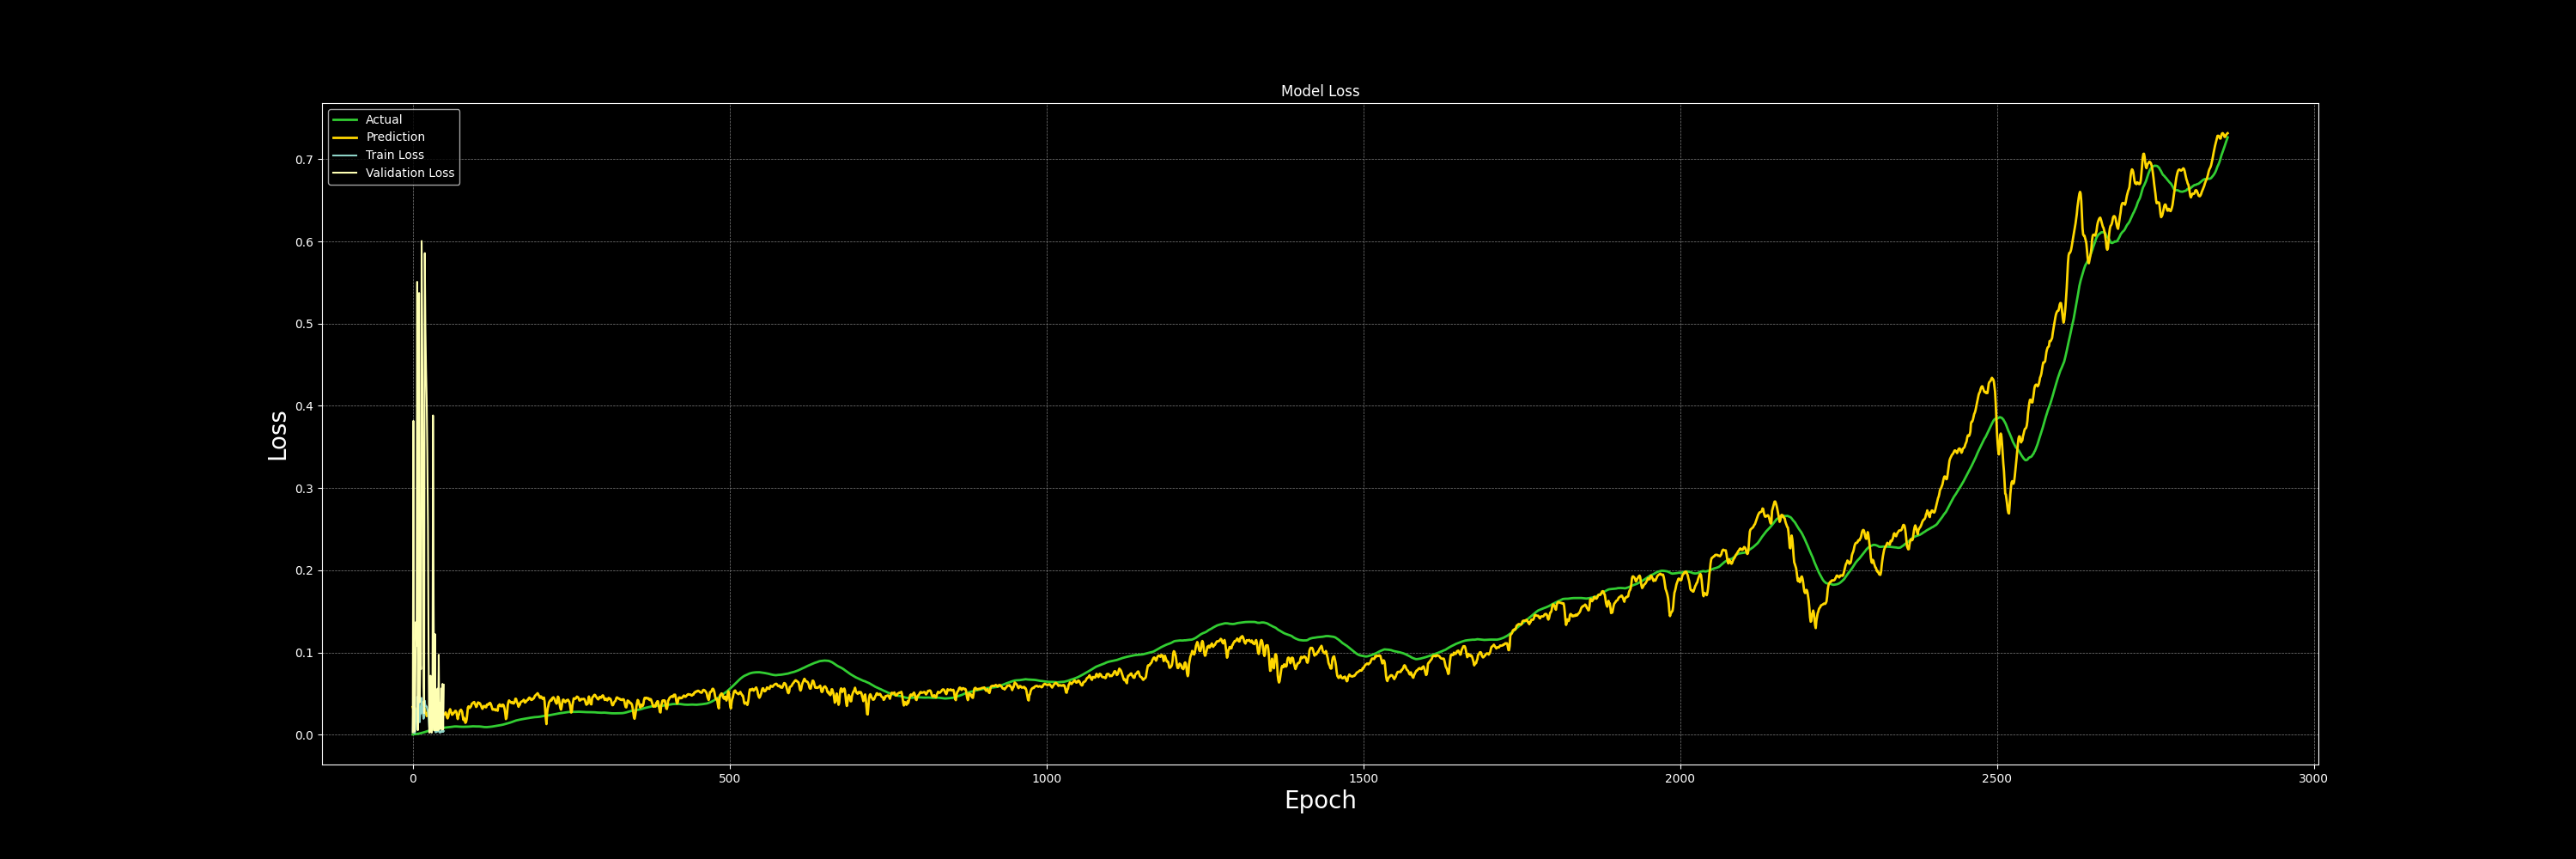 Model Loss
Actual
Prediction
Train Loss
Validation Loss
0.7
0.6
0.5
0.4
0.3
0.2
0.1
0.0
Loss
0 500 1000 1500 2000 2500 3000
Epoch